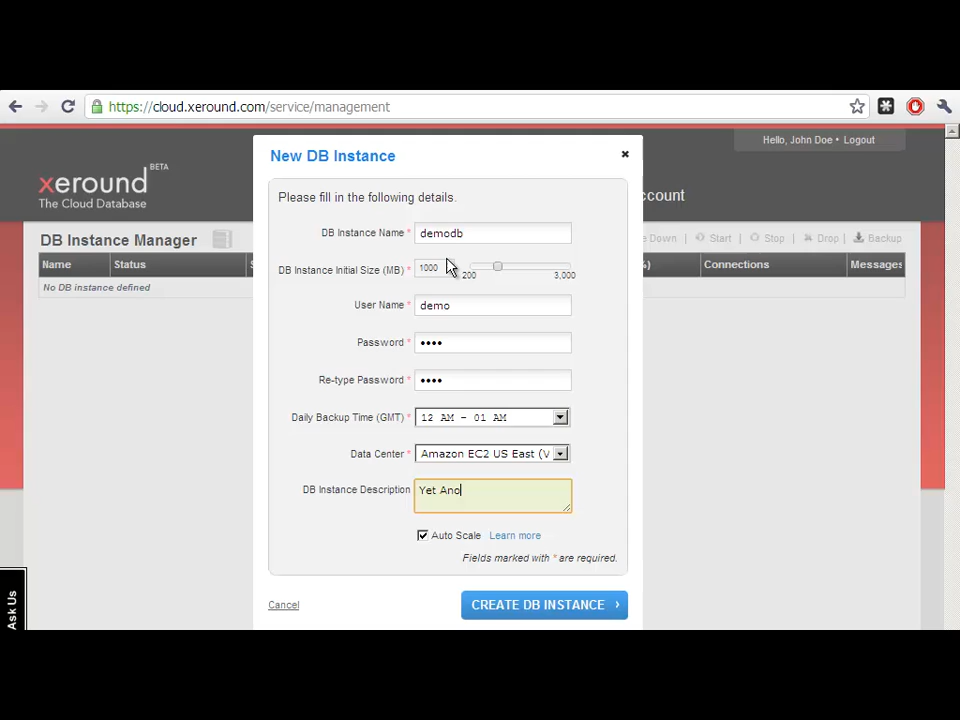 https://cloud.xeround.com/service/management
Hello, John Doe • Logout
xeround BETA
The Cloud Database
ccount
DB Instance Manager
Down Start Stop Drop Backup
Name Status %) Connections Messages
No DB instance defined
New DB Instance
Please fill in the following details.
DB Instance Name * demodb
DB Instance Initial Size (MB) * 1000 200 3,000
User Name * demo
Password * ••••
Re-type Password * ••••
Daily Backup Time (GMT) * 12 AM - 01 AM
Data Center * Amazon EC2 US East (V
DB Instance Description Yet Ano
Auto Scale Learn more
Fields marked with * are required.
Cancel CREATE DB INSTANCE ›
Ask Us